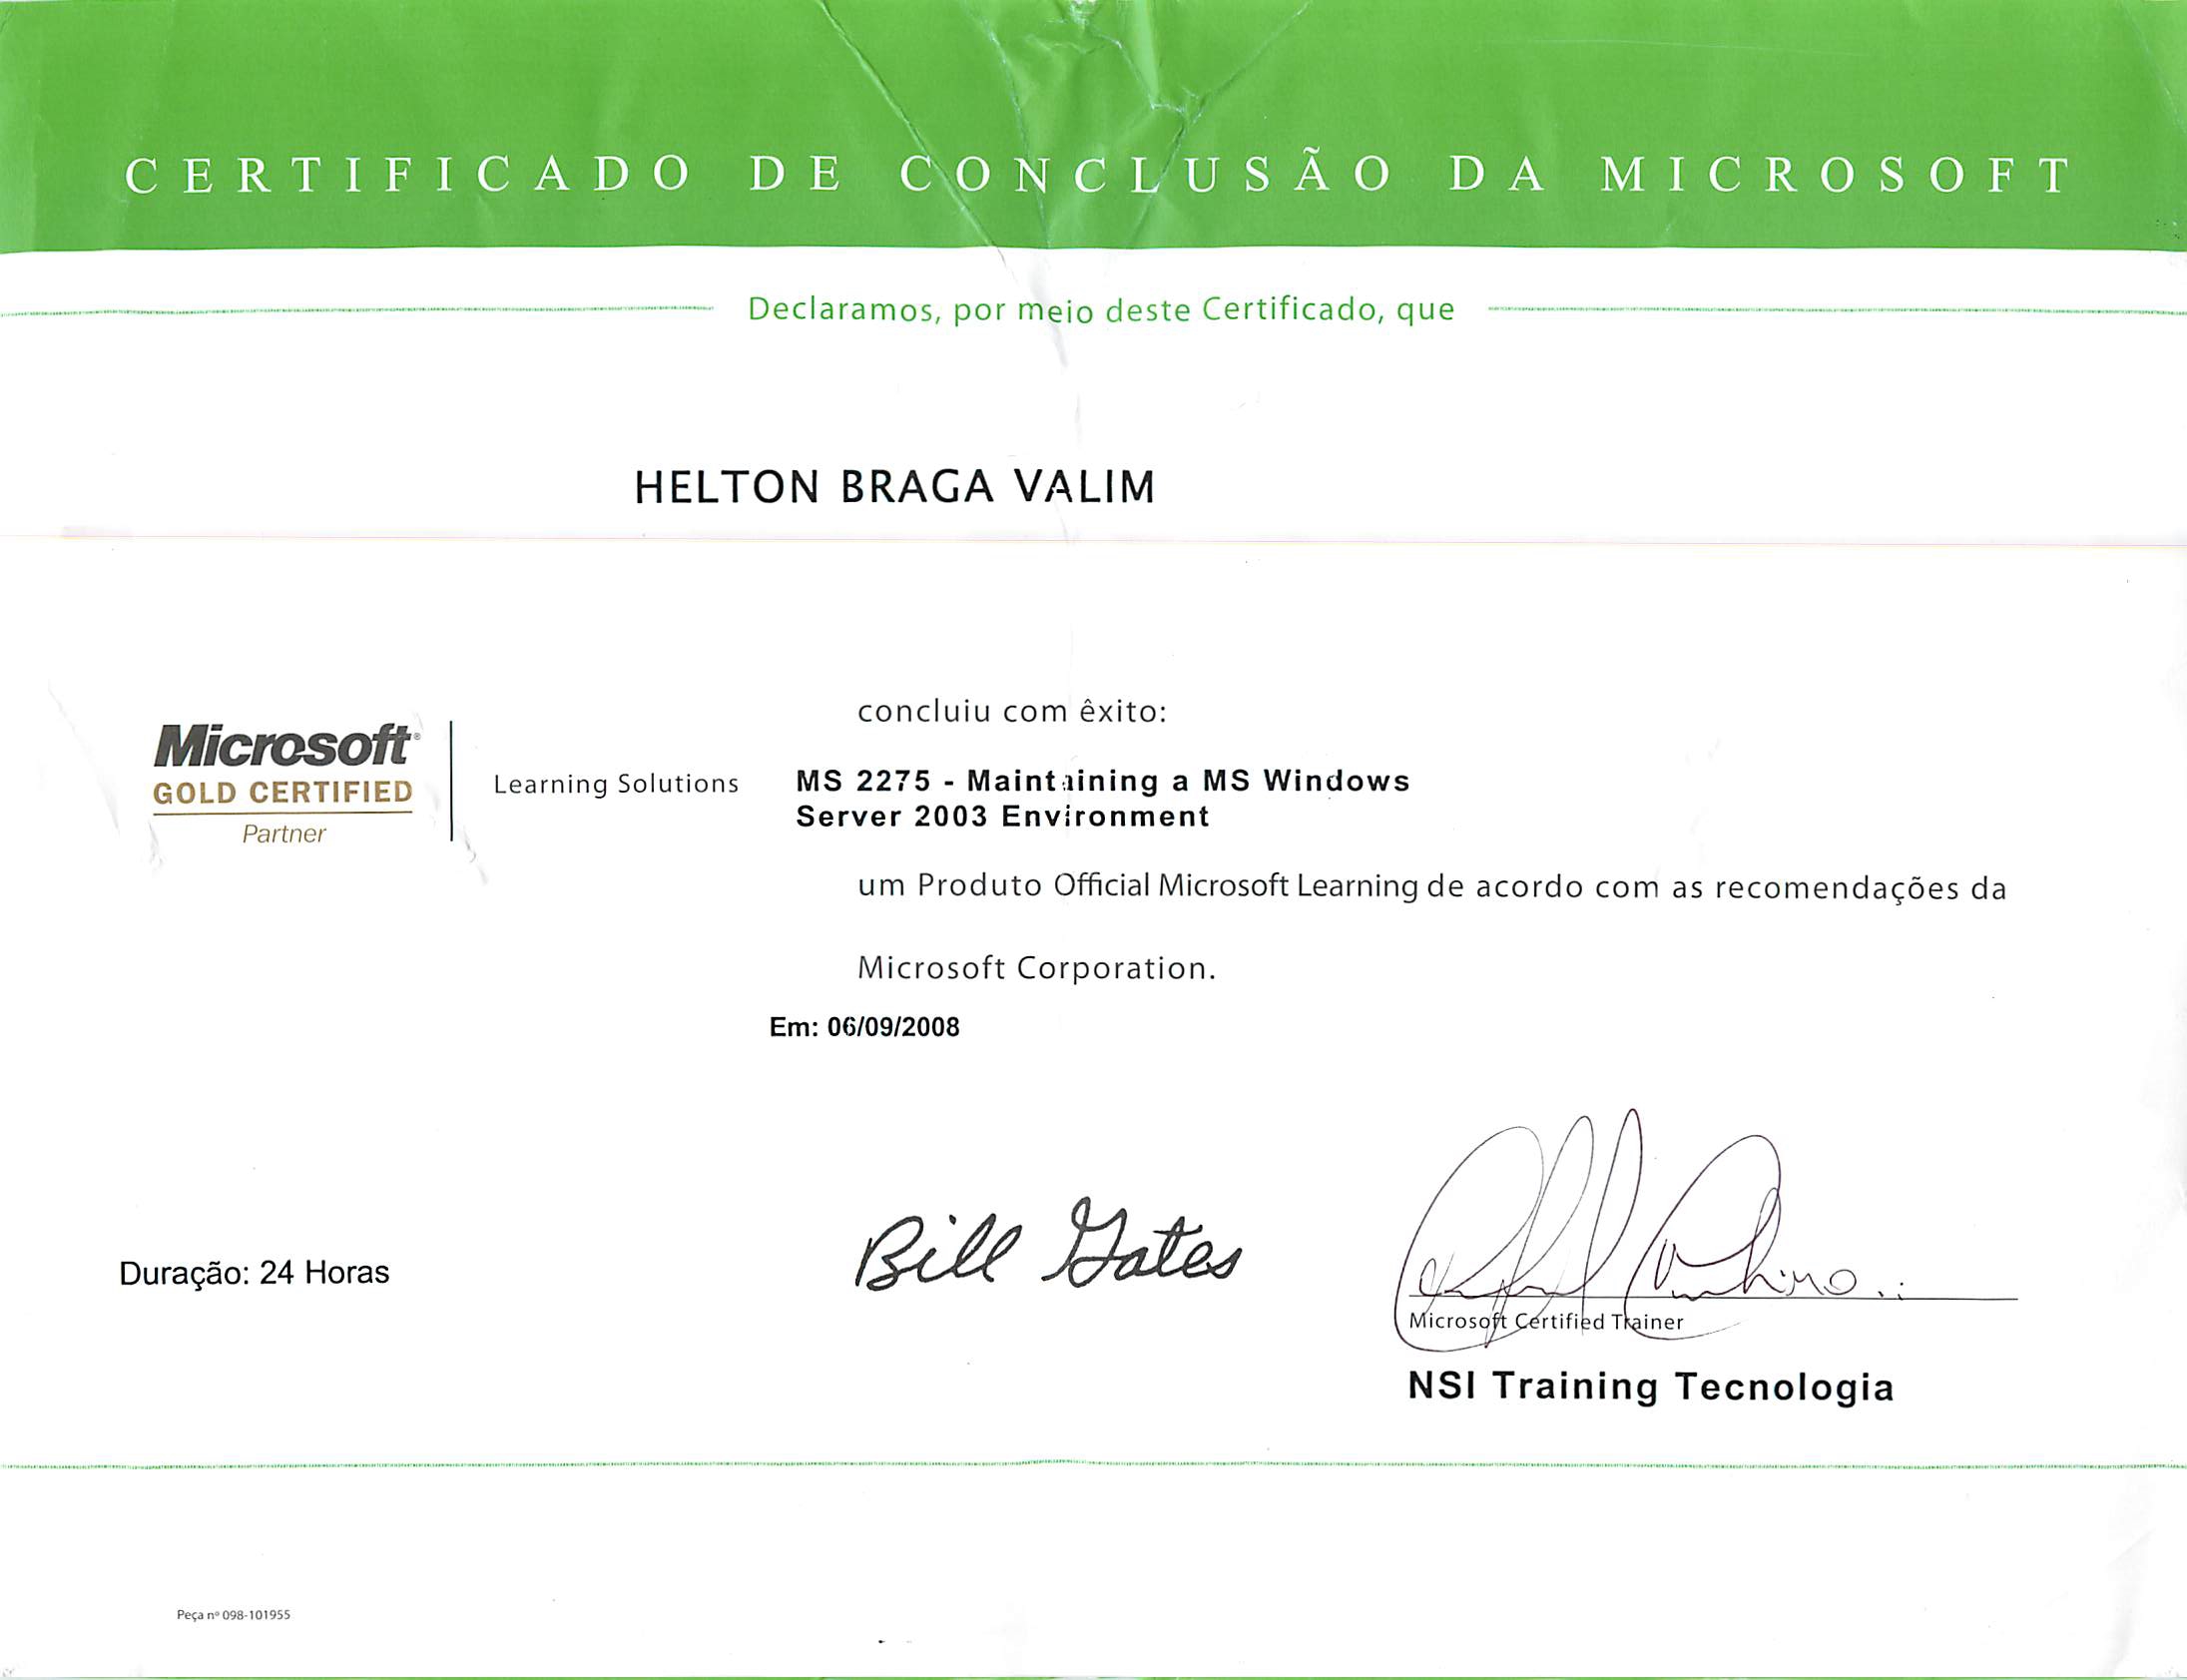 CERTIFICADO DE CONCLUSÃO DA MICROSOFT
Declaramos, por meio deste Certificado, que
HELTON BRAGA VALIM
concluiu com êxito:
Microsoft®
GOLD CERTIFIED
Partner
Learning Solutions
MS 2275 - Maintaining a MS Windows
Server 2003 Environment
um Produto Official Microsoft Learning de acordo com as recomendações da
Microsoft Corporation.
Em: 06/09/2008
Duração: 24 Horas
Bill Gates
Microsoft Certified Trainer
NSI Training Tecnologia
Peça nº 098-101955